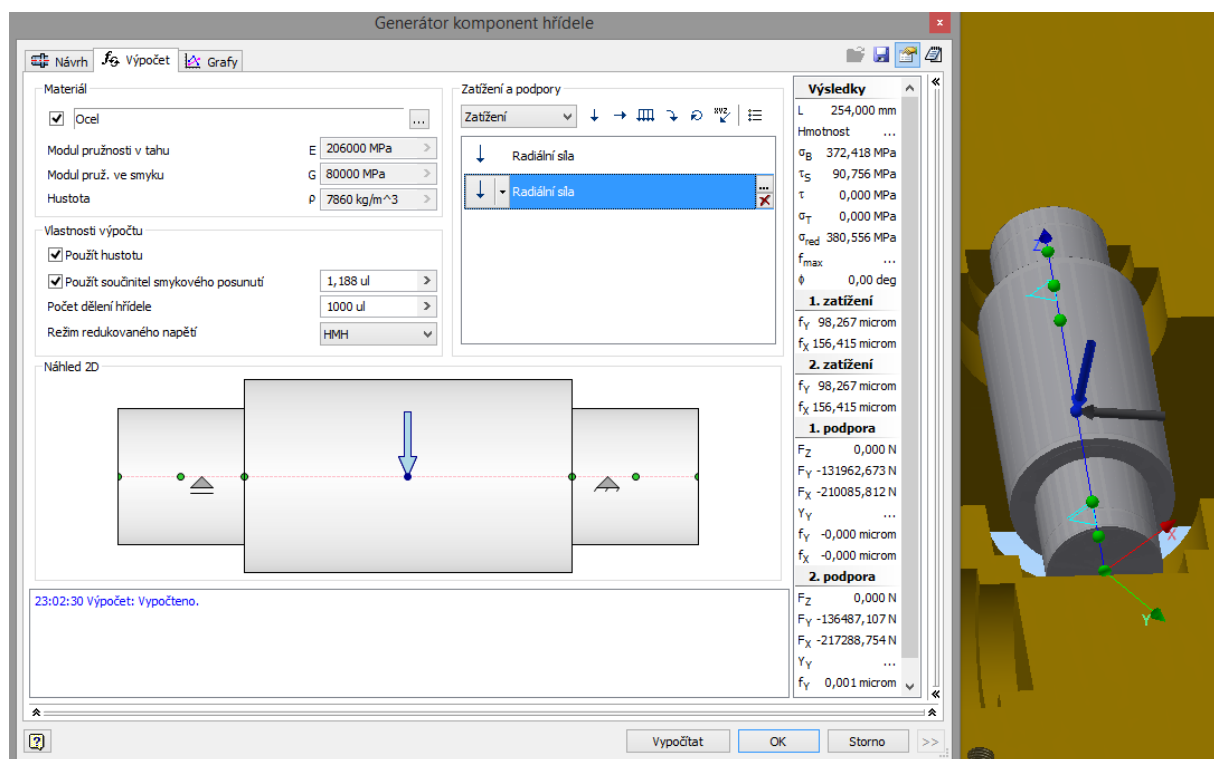 Generátor komponent hřídele
x
Návrh
Výpočet
Grafy
Materiál
Ocel
...
Modul pružnosti v tahu E 206000 MPa >
Modul pruž. ve smyku G 80000 MPa >
Hustota ρ 7860 kg/m^3 >
Vlastnosti výpočtu
Použít hustotu
Použít součinitel smykového posunutí 1,188 ul >
Počet dělení hřídele 1000 ul >
Režim redukovaného napětí HMH
Zatížení a podpory
Zatížení
xyz
Radiální síla
Radiální síla
...
Náhled 2D
23:02:30 Výpočet: Vypočteno.
Výsledky
L 254,000 mm
Hmotnost ...
σB 372,418 MPa
τS 90,756 MPa
τ 0,000 MPa
σT 0,000 MPa
σred 380,556 MPa
fmax ...
ϕ 0,00 deg
1. zatížení
fY 98,267 microm
fX 156,415 microm
2. zatížení
fY 98,267 microm
fX 156,415 microm
1. podpora
FZ 0,000 N
FY -131962,673 N
FX -210085,812 N
YY ...
fY -0,000 microm
fX -0,000 microm
2. podpora
FZ 0,000 N
FY -136487,107 N
FX -217288,754 N
YY ...
fY 0,001 microm
?
Vypočítat
OK
Storno
>>
Z
X
Y